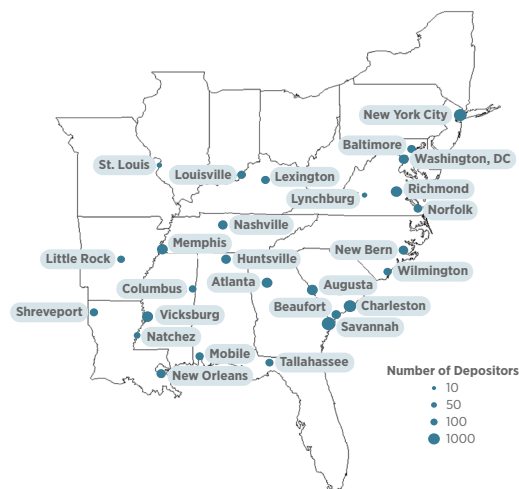 New York City
Baltimore
Washington, DC
St. Louis
Louisville
Lexington
Richmond
Lynchburg
Norfolk
Nashville
Memphis
New Bern
Little Rock
Huntsville
Wilmington
Atlanta
Augusta
Columbus
Beaufort
Charleston
Shreveport
Vicksburg
Savannah
Natchez
Mobile
Tallahassee
New Orleans
Number of Depositors
10
50
100
1000